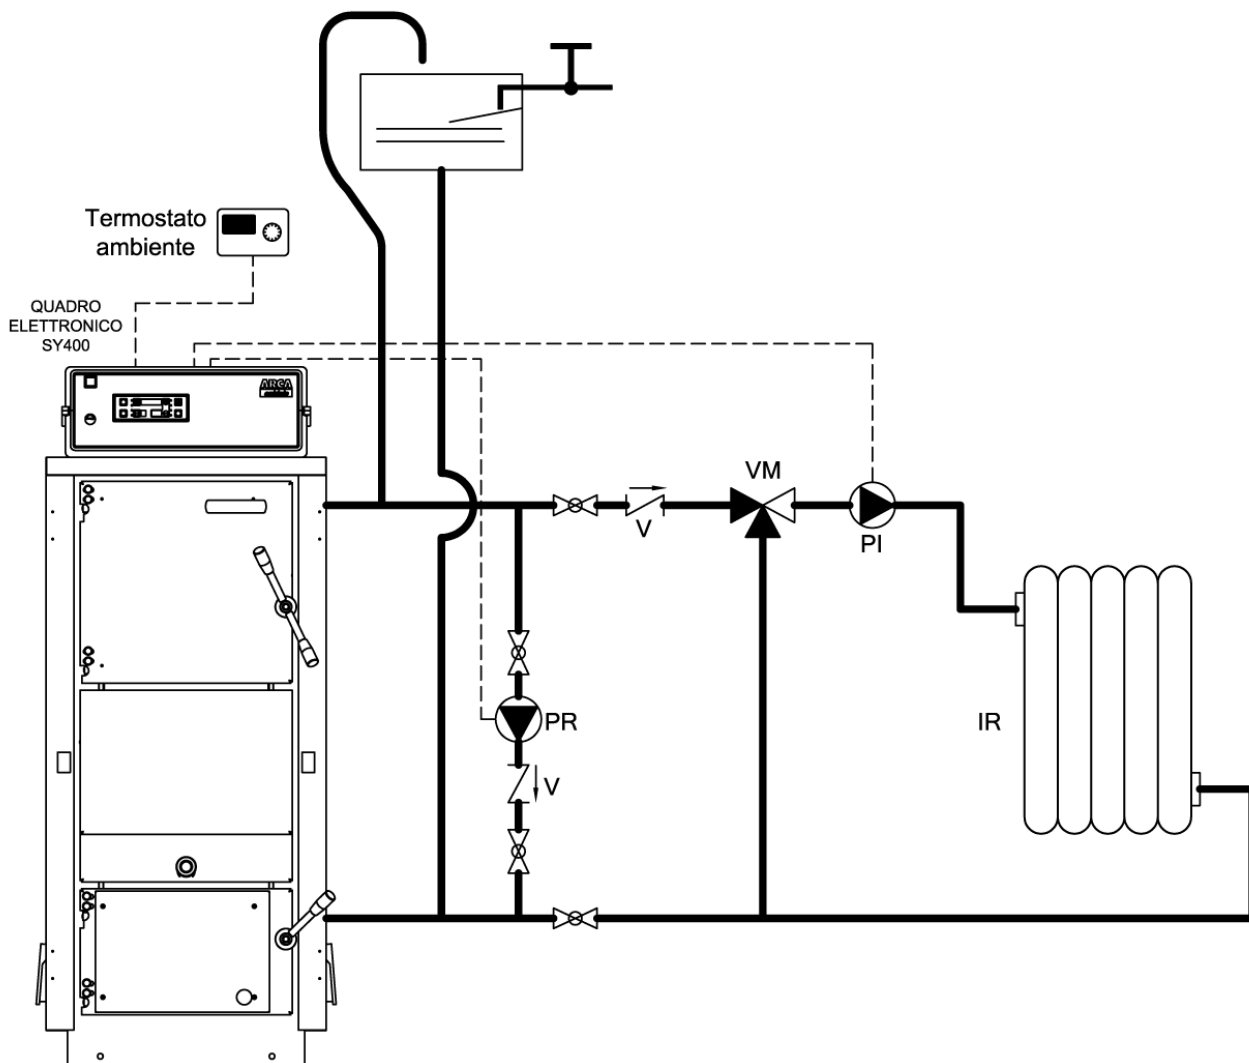 Termostato
ambiente
QUADRO
ELETTRONICO
SY400
ARCA
VM
V
PI
PR
IR
V